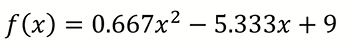 f(x) = 0.667x² − 5.333x + 9